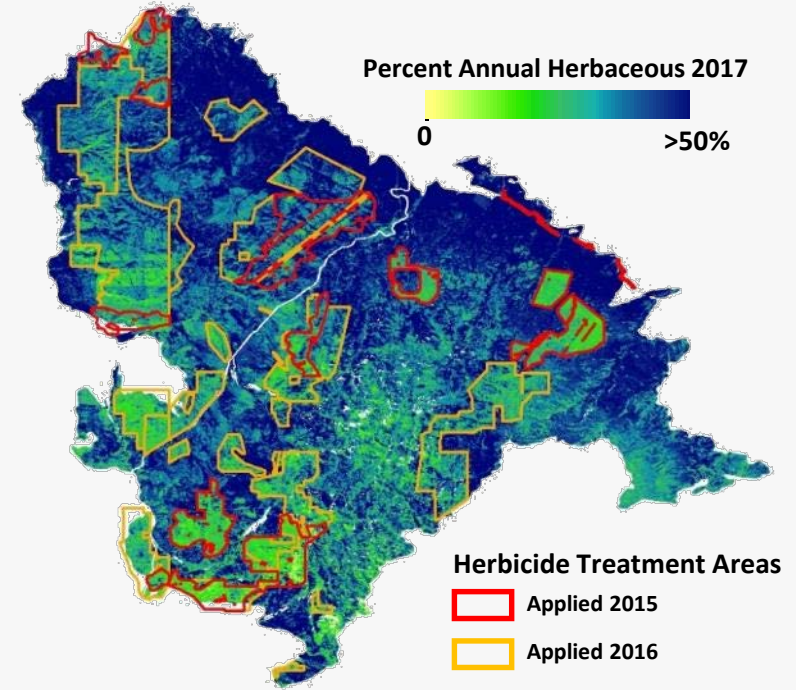 Percent Annual Herbaceous 2017
0
>50%
Herbicide Treatment Areas
Applied 2015
Applied 2016